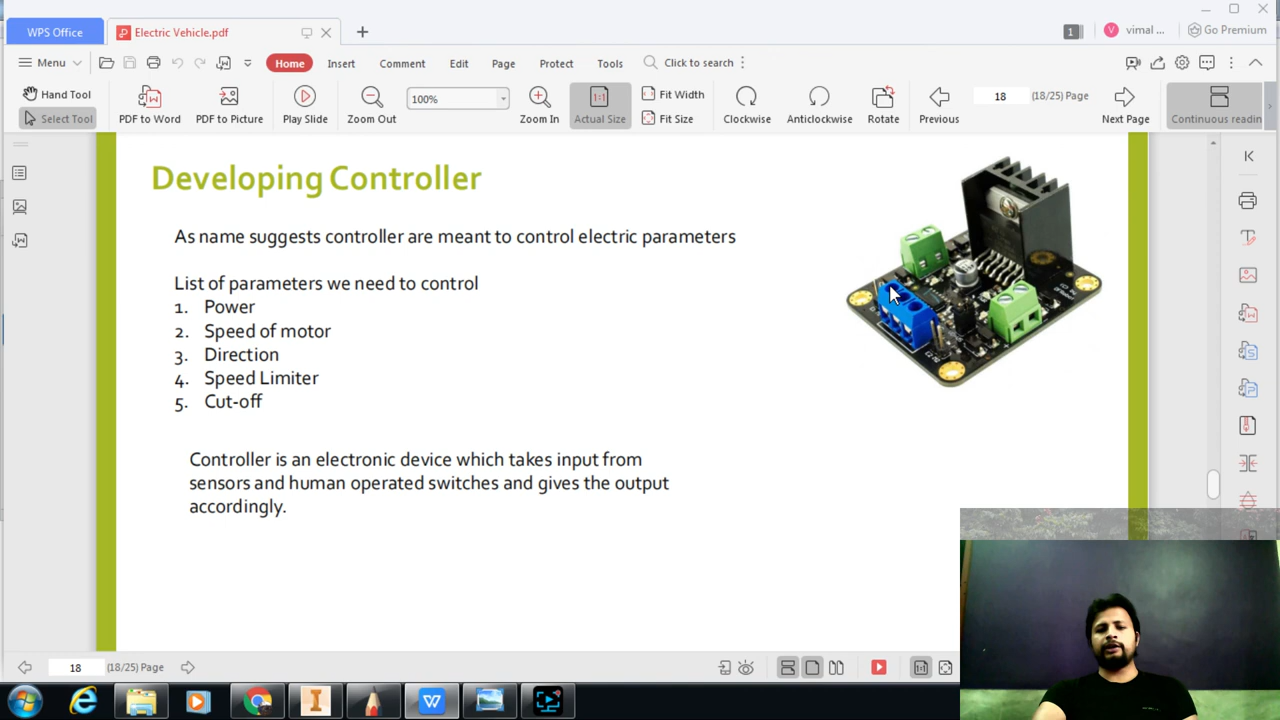 WPS Office
Electric Vehicle.pdf
1
vimal ...
Go Premium
Menu
Home
Insert
Comment
Edit
Page
Protect
Tools
Click to search
Hand Tool
Select Tool
PDF to Word
PDF to Picture
Play Slide
Zoom Out
100%
Zoom In
1:1
Actual Size
Fit Width
Fit Size
Clockwise
Anticlockwise
Rotate
Previous
18
(18/25) Page
Next Page
Continuous readin
Developing Controller
As name suggests controller are meant to control electric parameters
List of parameters we need to control
1. Power
2. Speed of motor
3. Direction
4. Speed Limiter
5. Cut-off
Controller is an electronic device which takes input from
sensors and human operated switches and gives the output
accordingly.
18
(18/25) Page